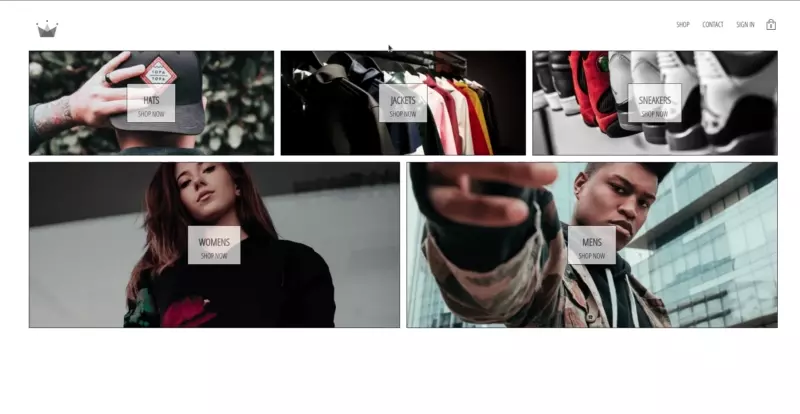 SHOP CONTACT SIGN IN
HATS
SHOP NOW
JACKETS
SHOP NOW
SNEAKERS
SHOP NOW
WOMENS
SHOP NOW
MENS
SHOP NOW